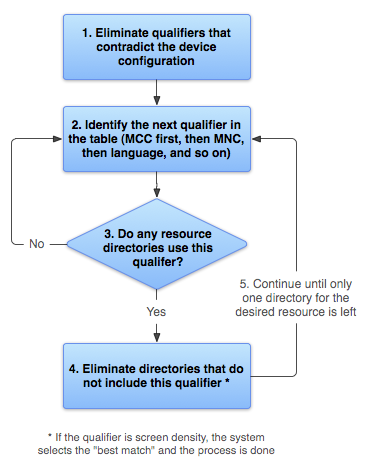 1. Eliminate qualifiers that
contradict the device
configuration
2. Identify the next qualifier in
the table (MCC first, then MNC,
then language, and so on)
3. Do any resource
directories use this
qualifer?
No
Yes
5. Continue until only
one directory for the
desired resource is left
4. Eliminate directories that do
not include this qualifier *
* If the qualifier is screen density, the system
selects the "best match" and the process is done